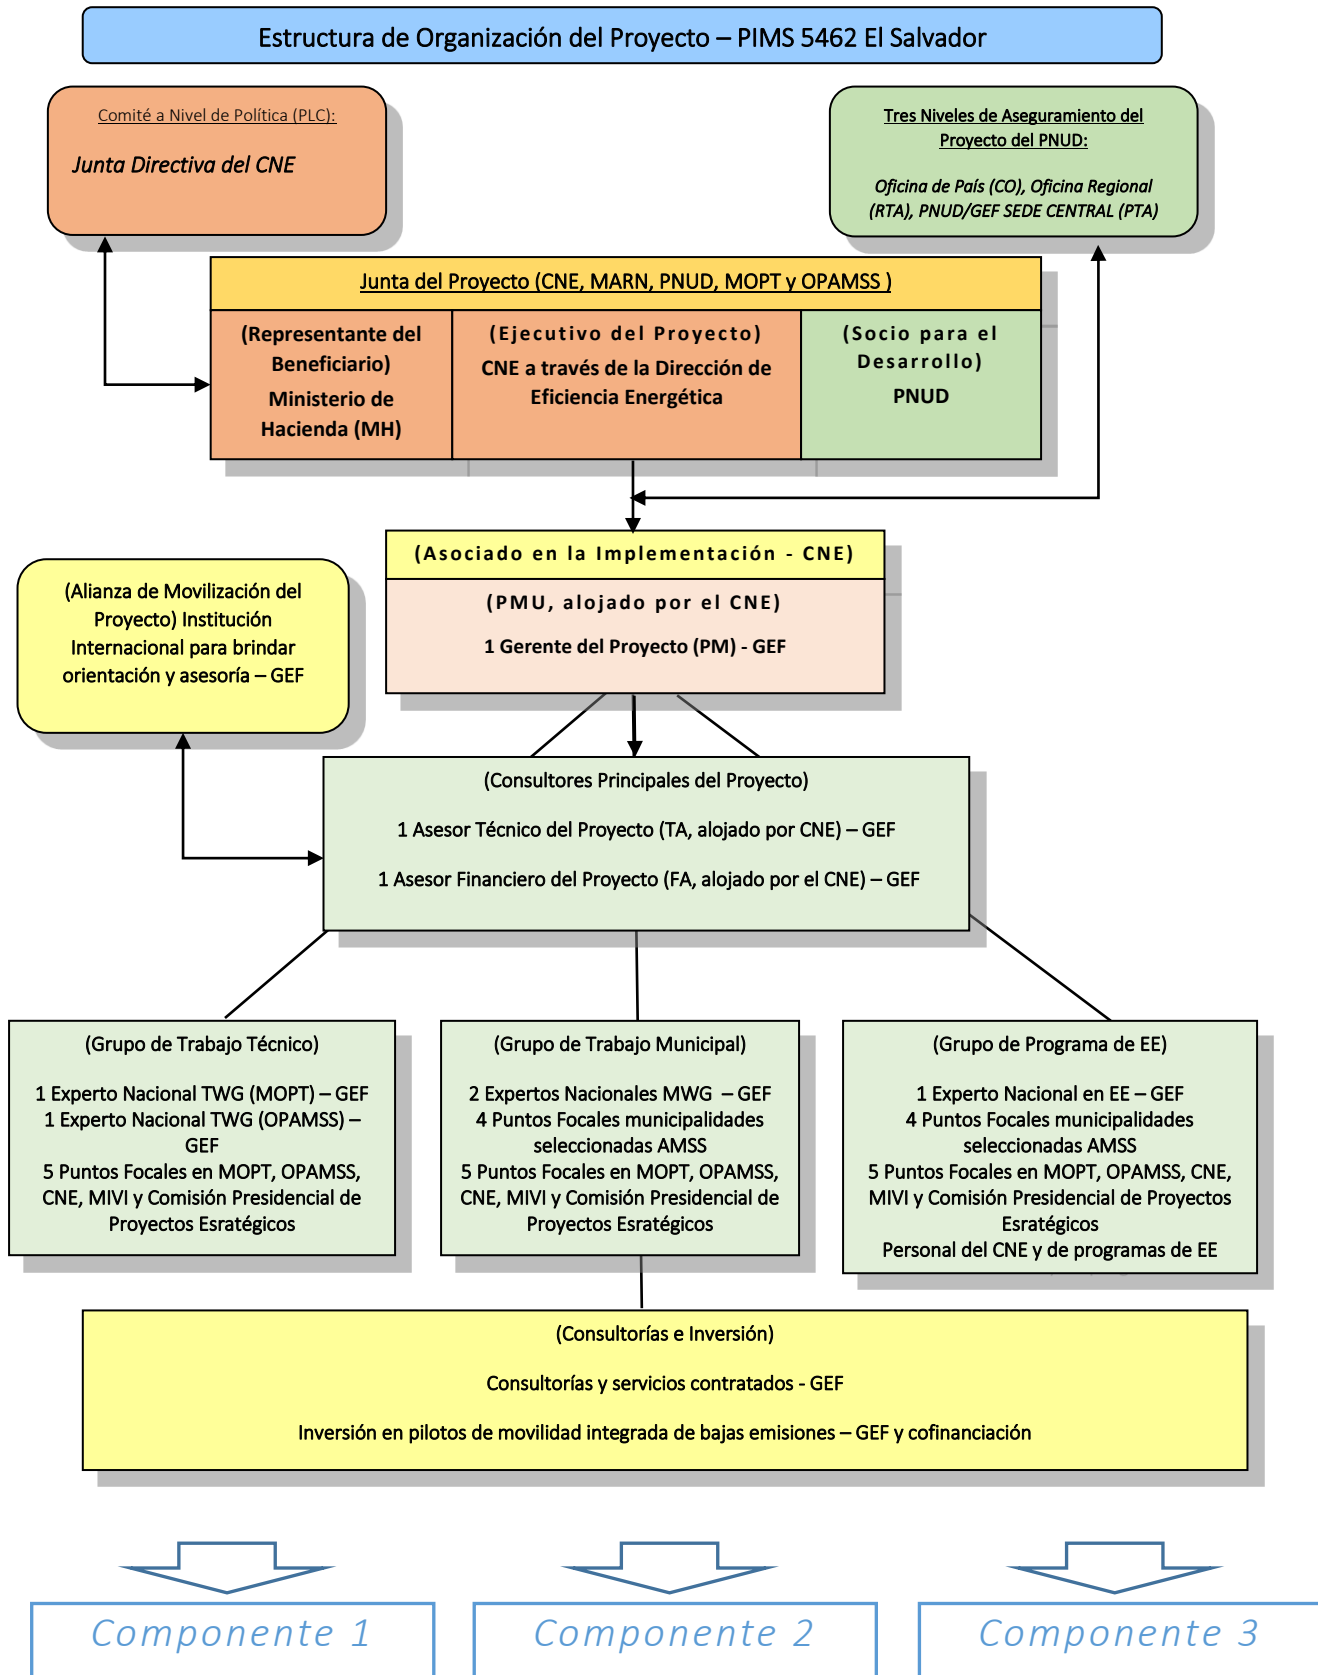 Estructura de Organización del Proyecto – PIMS 5462 El Salvador
Comité a Nivel de Política (PLC):
Junta Directiva del CNE
Tres Niveles de Aseguramiento del
Proyecto del PNUD:
Oficina de País (CO), Oficina Regional
(RTA), PNUD/GEF SEDE CENTRAL (PTA)
Junta del Proyecto (CNE, MARN, PNUD, MOPT y OPAMSS )
(Representante del
Beneficiario)
Ministerio de
Hacienda (MH)
(Ejecutivo del Proyecto)
CNE a través de la Dirección de
Eficiencia Energética
(Socio para el
Desarrollo)
PNUD
(Asociado en la Implementación - CNE)
(PMU, alojado por el CNE)
1 Gerente del Proyecto (PM) - GEF
(Alianza de Movilización del
Proyecto) Institución
Internacional para brindar
orientación y asesoría – GEF
(Consultores Principales del Proyecto)
1 Asesor Técnico del Proyecto (TA, alojado por CNE) – GEF
1 Asesor Financiero del Proyecto (FA, alojado por el CNE) – GEF
(Grupo de Trabajo Técnico)
1 Experto Nacional TWG (MOPT) – GEF
1 Experto Nacional TWG (OPAMSS) –
GEF
5 Puntos Focales en MOPT, OPAMSS,
CNE, MIVI y Comisión Presidencial de
Proyectos Esratégicos
(Grupo de Trabajo Municipal)
2 Expertos Nacionales MWG – GEF
4 Puntos Focales municipalidades
seleccionadas AMSS
5 Puntos Focales en MOPT, OPAMSS,
CNE, MIVI y Comisión Presidencial de
Proyectos Esratégicos
(Grupo de Programa de EE)
1 Experto Nacional en EE – GEF
4 Puntos Focales municipalidades
seleccionadas AMSS
5 Puntos Focales en MOPT, OPAMSS, CNE,
MIVI y Comisión Presidencial de Proyectos
Esratégicos
Personal del CNE y de programas de EE
(Consultorías e Inversión)
Consultorías y servicios contratados - GEF
Inversión en pilotos de movilidad integrada de bajas emisiones – GEF y cofinanciación
Componente 1
Componente 2
Componente 3